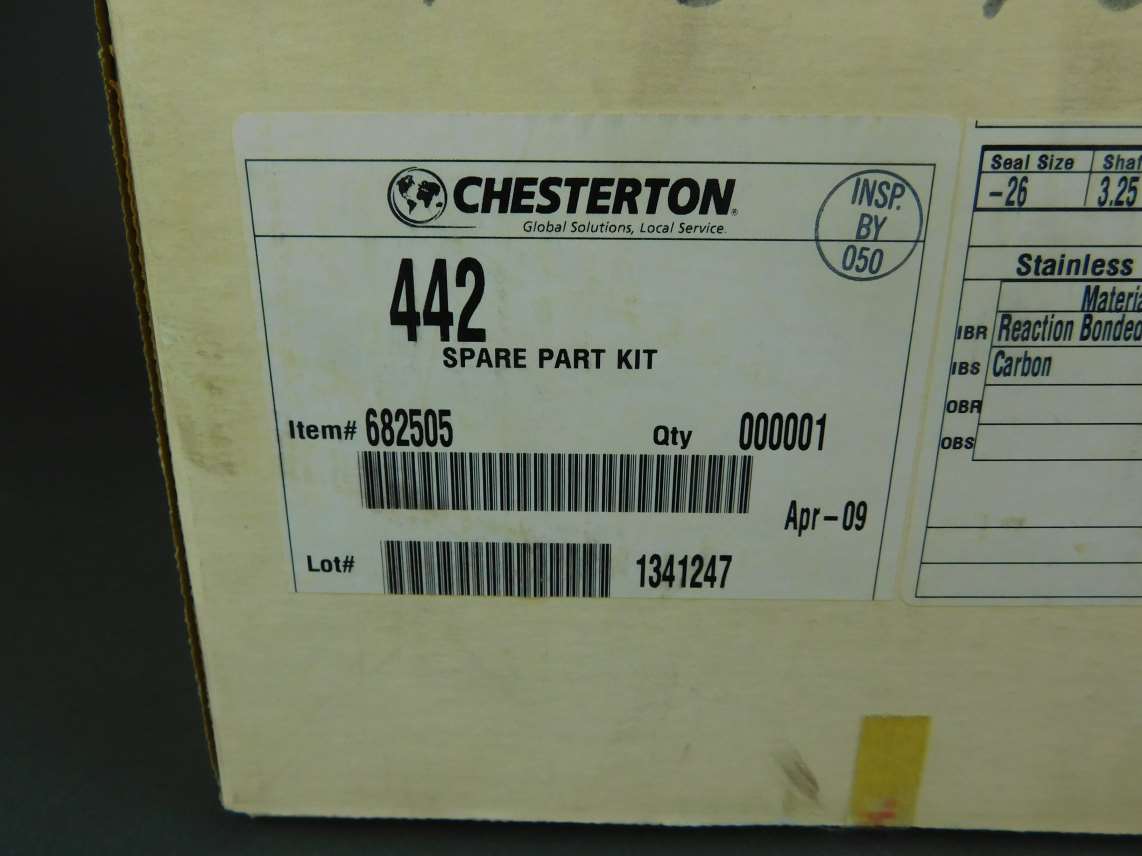 CHESTERTON®
Global Solutions, Local Service.
INSP.
BY
050
442
SPARE PART KIT
Item# 682505 Qty 000001
Apr-09
Lot# 1341247
Seal Size
-26 3.25
Stainless
IBR Reaction Bonded
IBS Carbon
OBR
OBS